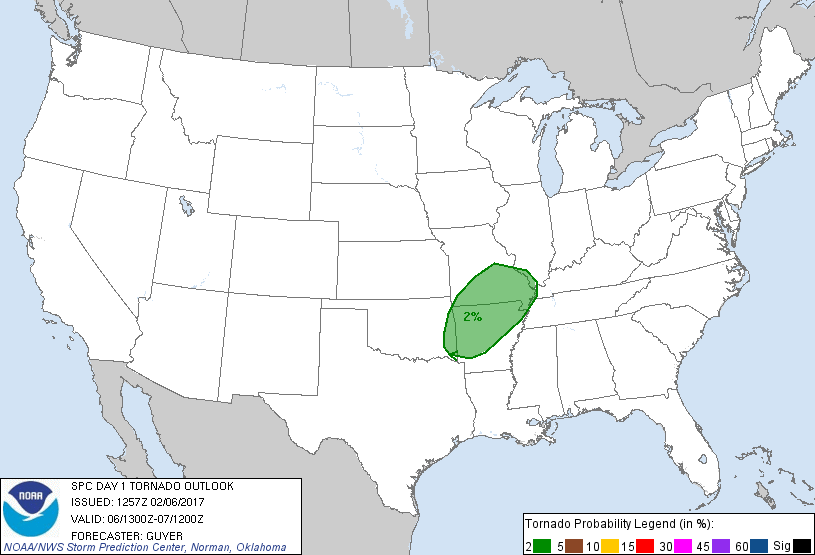 2%
NOAA
SPC DAY 1 TORNADO OUTLOOK
ISSUED: 1257Z 02/06/2017
VALID: 06/1300Z-07/1200Z
FORECASTER: GUYER
NOAA/NWS Storm Prediction Center, Norman, Oklahoma
Tornado Probability Legend (in %):
2 5 10 15 30 45 60 Sig